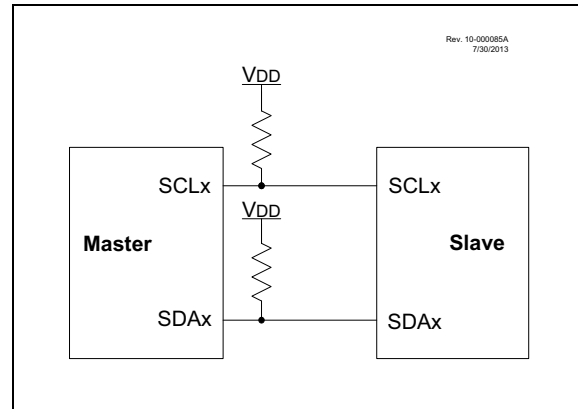 Rev. 10-000085A
7/30/2013
VDD
SCLx
SCLx
VDD
Master
Slave
SDAx
SDAx